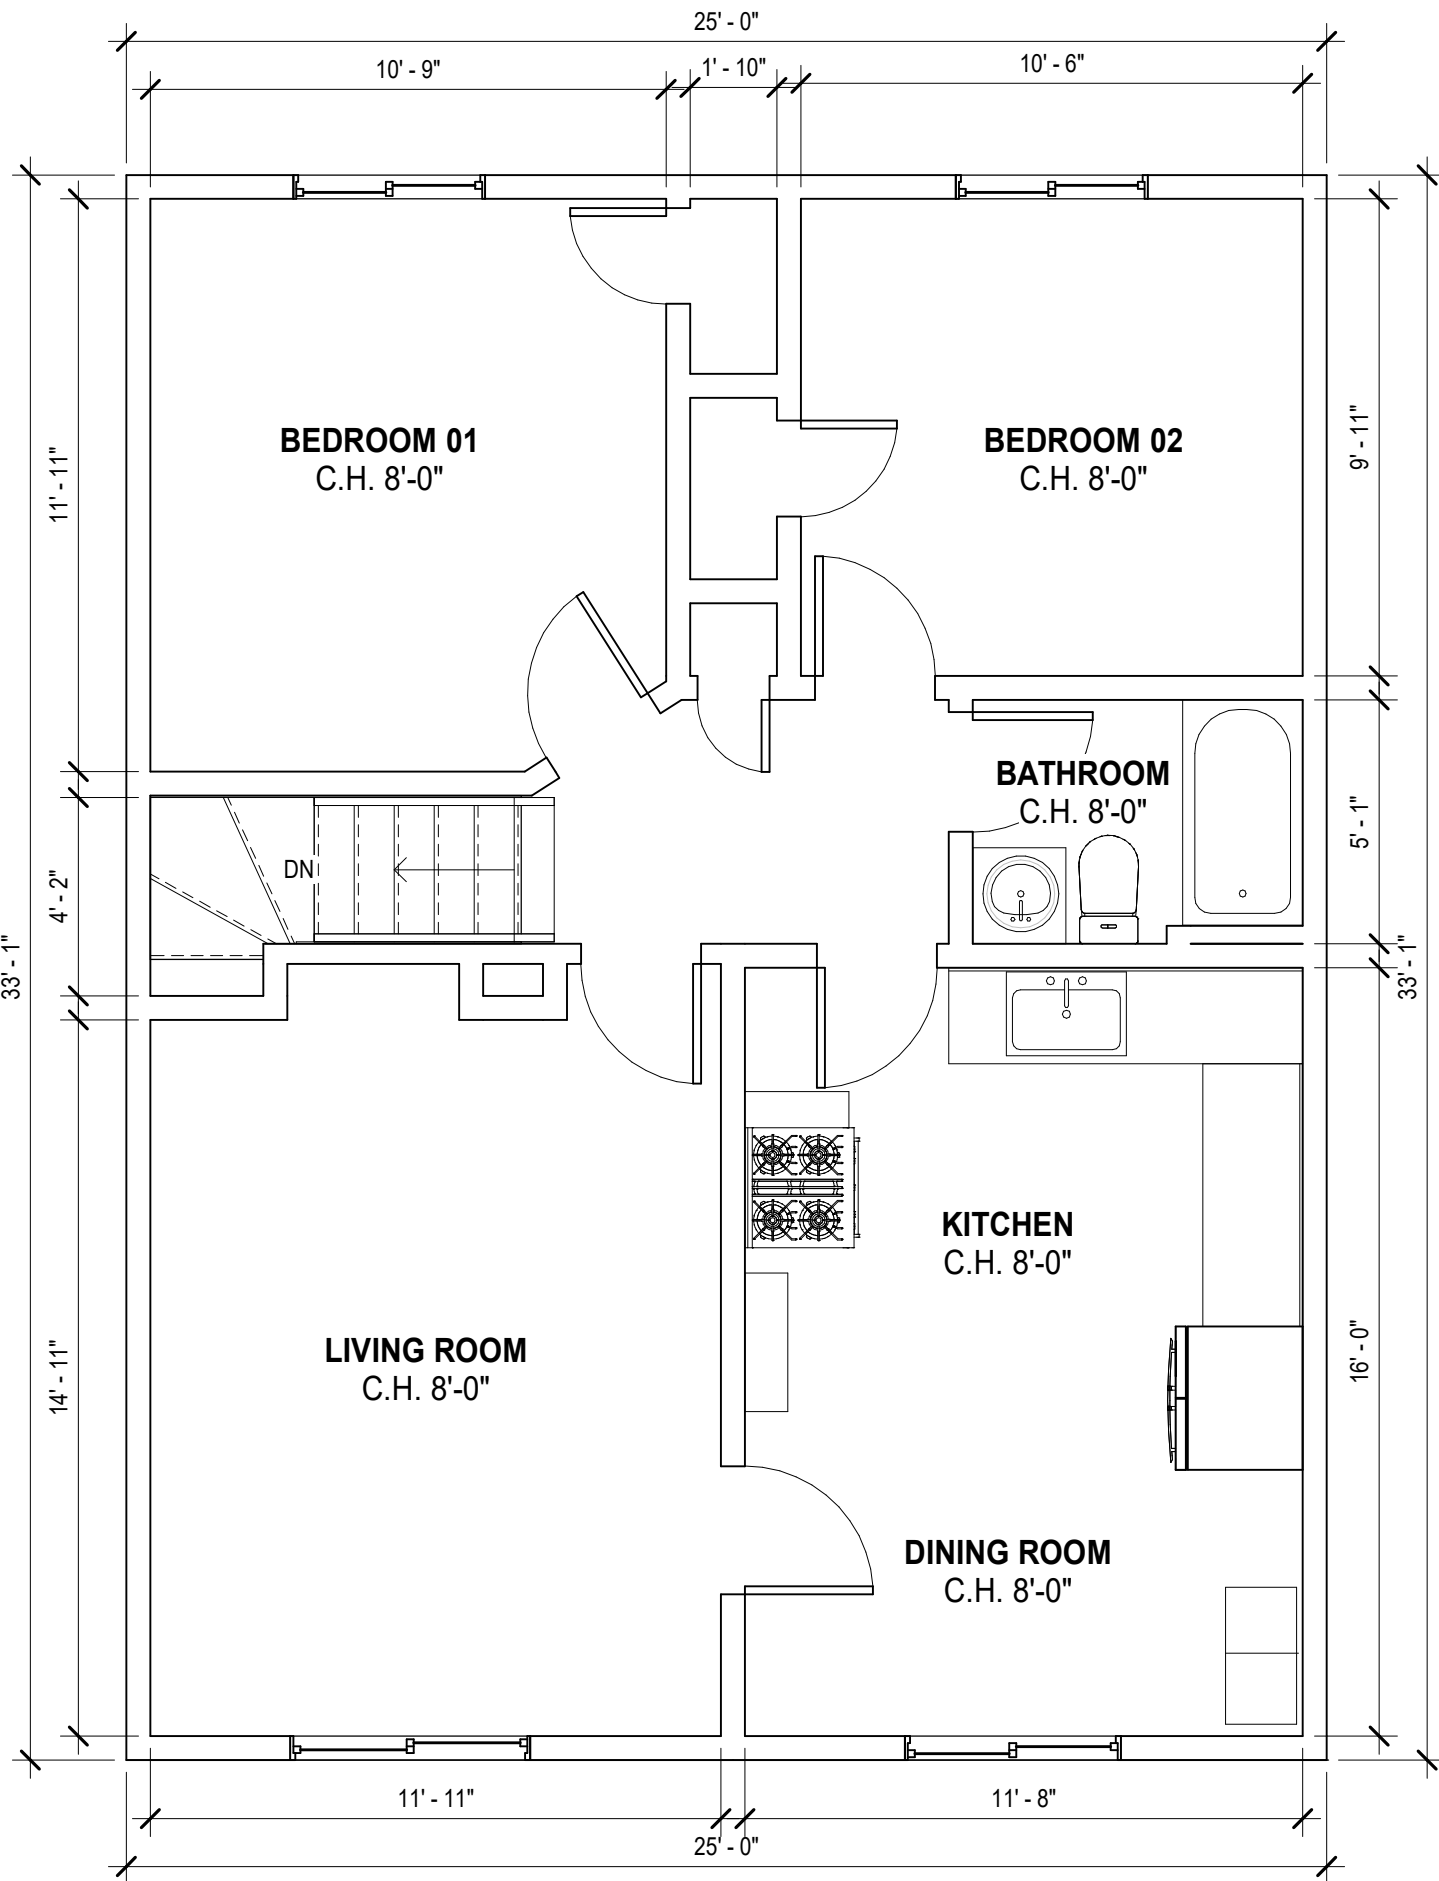 25' - 0"
10' - 9"
1' - 10"
10' - 6"
BEDROOM 01
C.H. 8'-0"
BEDROOM 02
C.H. 8'-0"
11' - 11"
9' - 11"
BATHROOM
C.H. 8'-0"
5' - 1"
DN
4' - 2"
33' - 1"
33' - 1"
KITCHEN
C.H. 8'-0"
LIVING ROOM
C.H. 8'-0"
14' - 11"
16' - 0"
DINING ROOM
C.H. 8'-0"
11' - 11"
11' - 8"
25' - 0"